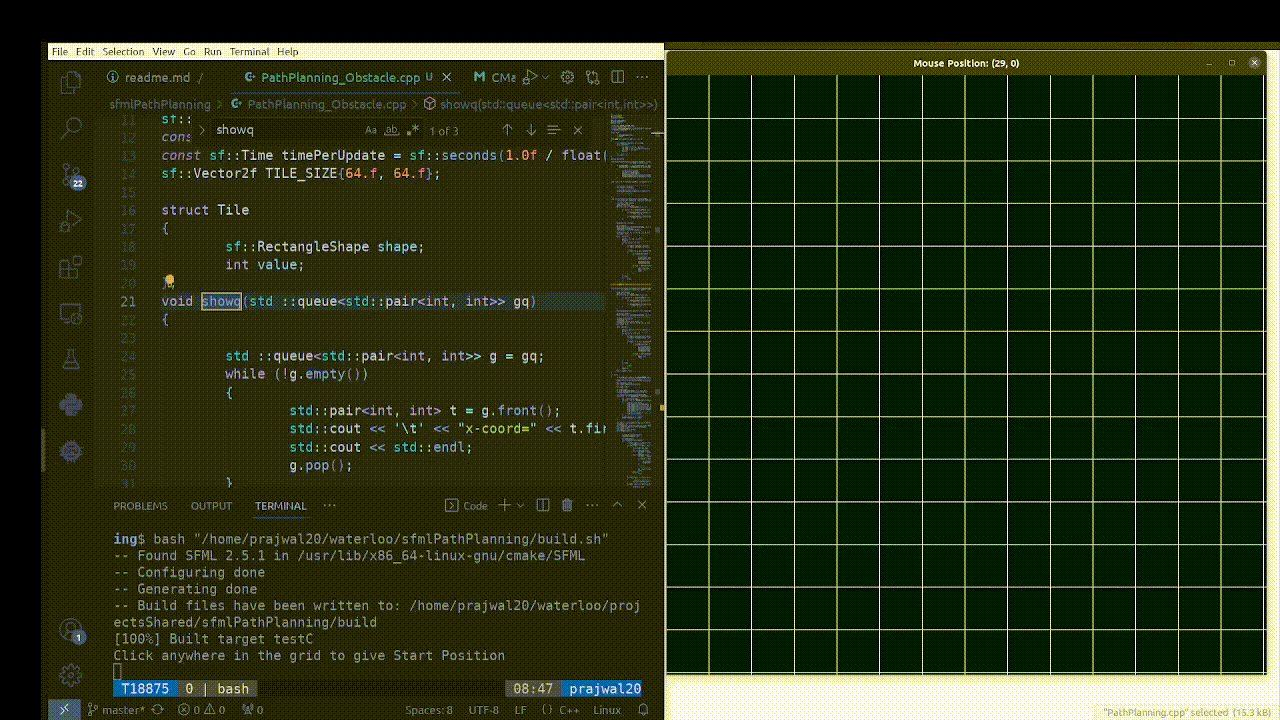 File Edit Selection View Go Run Terminal Help
readme.md /
PathPlanning_Obstacle.cpp U
sfmlPathPlanning > PathPlanning_Obstacle.cpp > showq(std::queue<std::pair<int,int>>)
showq
Aa ab 1 of 3
11 sf::
12 cons
13 const sf::Time timePerUpdate = sf::seconds(1.0f / float(
14 sf::Vector2f TILE_SIZE{64.f, 64.f};
15
16 struct Tile
17 {
18 sf::RectangleShape shape;
19 int value;
20 };
21 void showq(std ::queue<std::pair<int, int>> gq)
22 {
23
24 std ::queue<std::pair<int, int>> g = gq;
25 while (!g.empty())
26 {
27 std::pair<int, int> t = g.front();
28 std::cout << '\t' << "x-coord=" << t.fir
29 std::cout << std::endl;
30 g.pop();
31 }
22
PROBLEMS OUTPUT TERMINAL ··· Code
ing$ bash "/home/prajwal20/waterloo/sfmlPathPlanning/build.sh"
-- Found SFML 2.5.1 in /usr/lib/x86_64-linux-gnu/cmake/SFML
-- Configuring done
-- Generating done
-- Build files have been written to: /home/prajwal20/waterloo/proj
ectsShared/sfmlPathPlanning/build
[100%] Built target testC
Click anywhere in the grid to give Start Position
1
T18875 0 | bash 08:47 prajwal20
master* 0 0 0 Spaces: 8 UTF-8 LF {} C++ Linux
Mouse Position: (29, 0)
"PathPlanning.cpp" selected (15.3 kB)